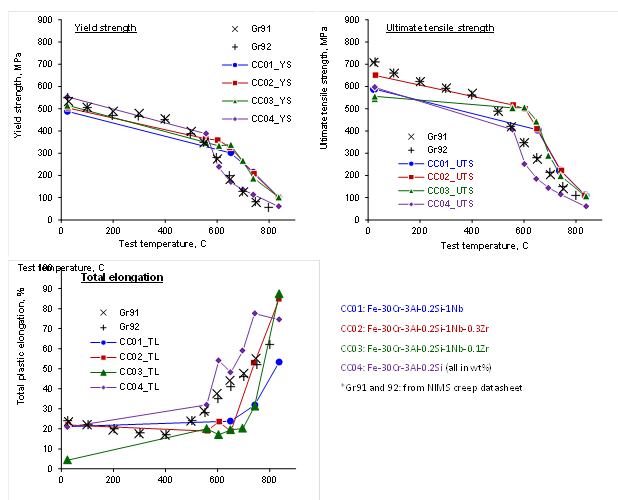 Yield strength
Yield strength, MPa
900
800
700
600
500
400
300
200
100
0
0 200 400 600 800
Test temperature, C
Gr91
Gr92
CC01_YS
CC02_YS
CC03_YS
CC04_YS
Ultimate tensile strength
Ultimate tensile strength, MPa
900
800
700
600
500
400
300
200
100
0
0 200 400 600 800
Test temperature, C
Gr91
Gr92
CC01_UTS
CC02_UTS
CC03_UTS
CC04_UTS
Test temperature, C
Total elongation
Total plastic elongation, %
100
90
80
70
60
50
40
30
20
10
0
0 200 400 600 800
Gr91
Gr92
CC01_TL
CC02_TL
CC03_TL
CC04_TL
CC01: Fe-30Cr-3Al-0.2Si-1Nb
CC02: Fe-30Cr-3Al-0.2Si-1Nb-0.3Zr
CC03: Fe-30Cr-3Al-0.2Si-1Nb-0.1Zr
CC04: Fe-30Cr-3Al-0.2Si (all in wt%)
*Gr91 and 92: from NIMS creep datasheet